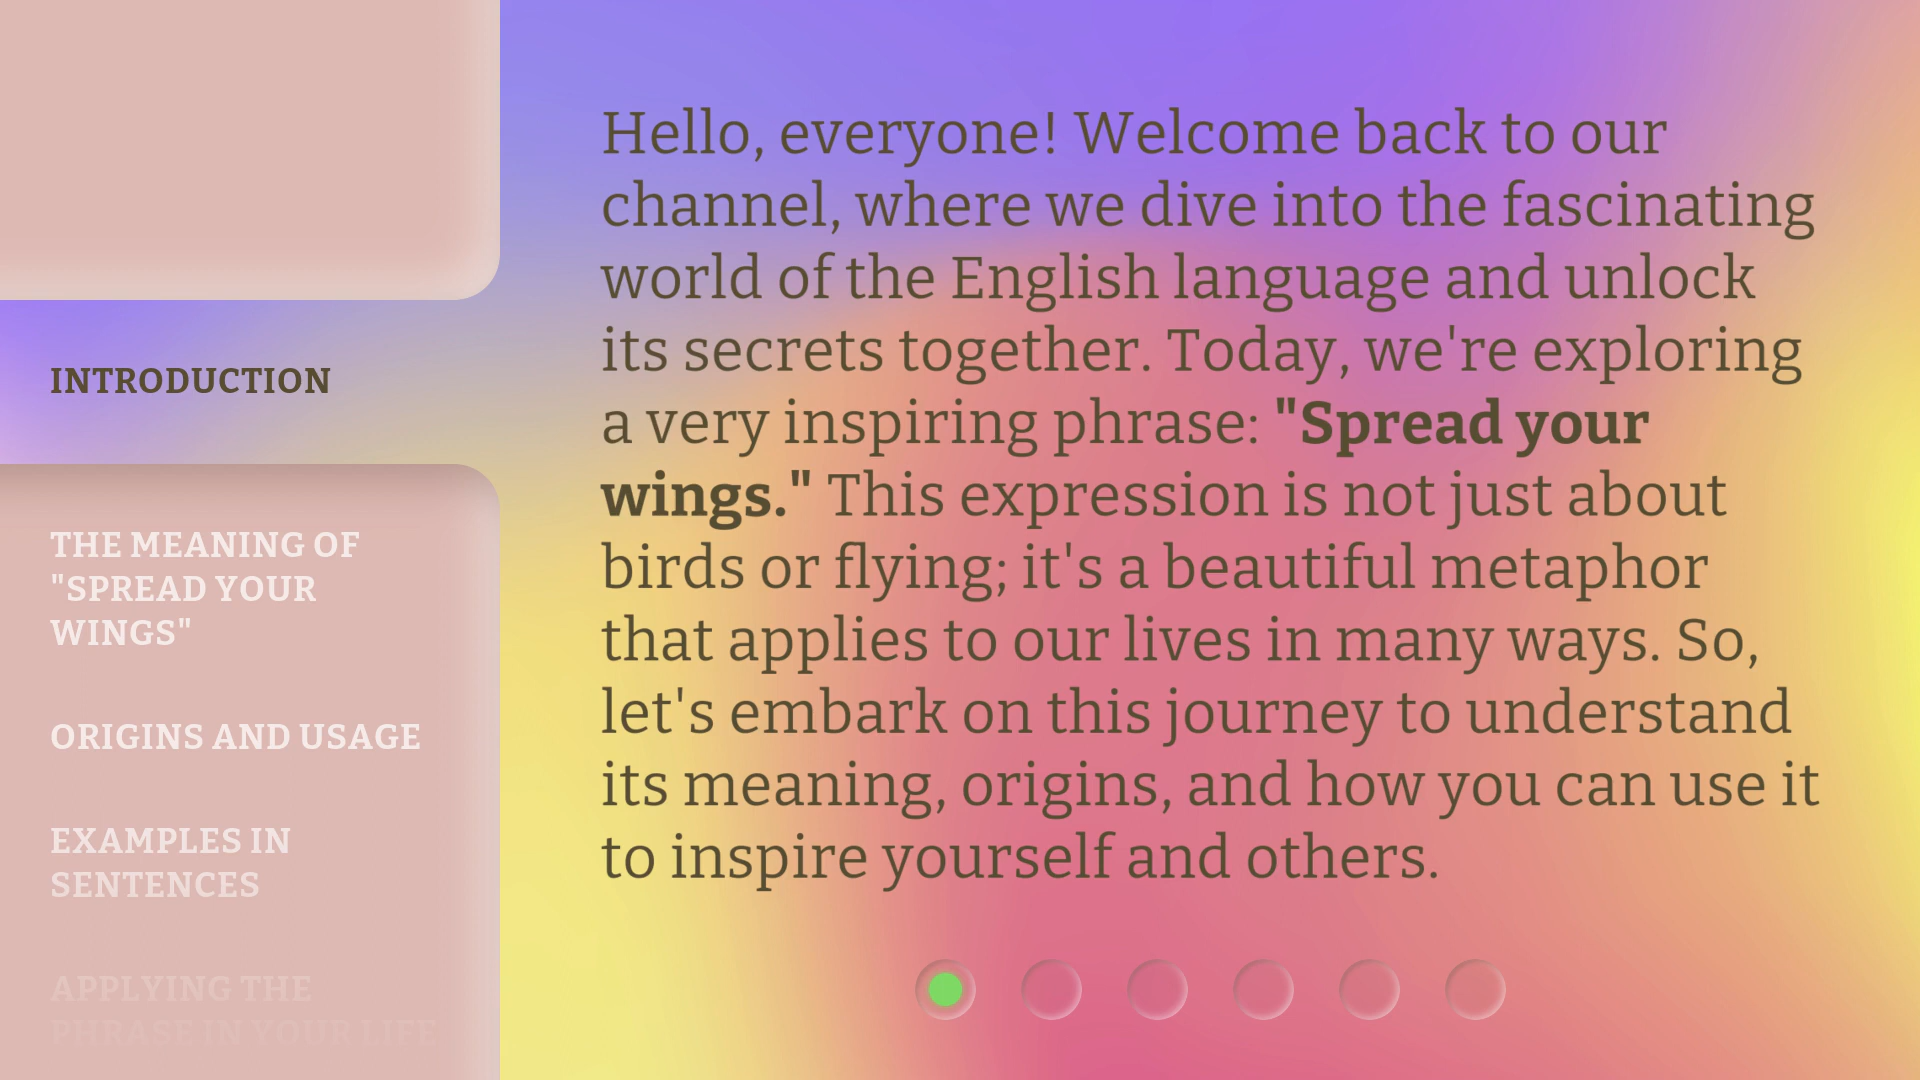 INTRODUCTION
THE MEANING OF
"SPREAD YOUR
WINGS"
ORIGINS AND USAGE
EXAMPLES IN
SENTENCES
APPLYING THE
PHRASE IN YOUR LIFE
Hello, everyone! Welcome back to our
channel, where we dive into the fascinating
world of the English language and unlock
its secrets together. Today, we're exploring
a very inspiring phrase: "Spread your
wings." This expression is not just about
birds or flying; it's a beautiful metaphor
that applies to our lives in many ways. So,
let's embark on this journey to understand
its meaning, origins, and how you can use it
to inspire yourself and others.